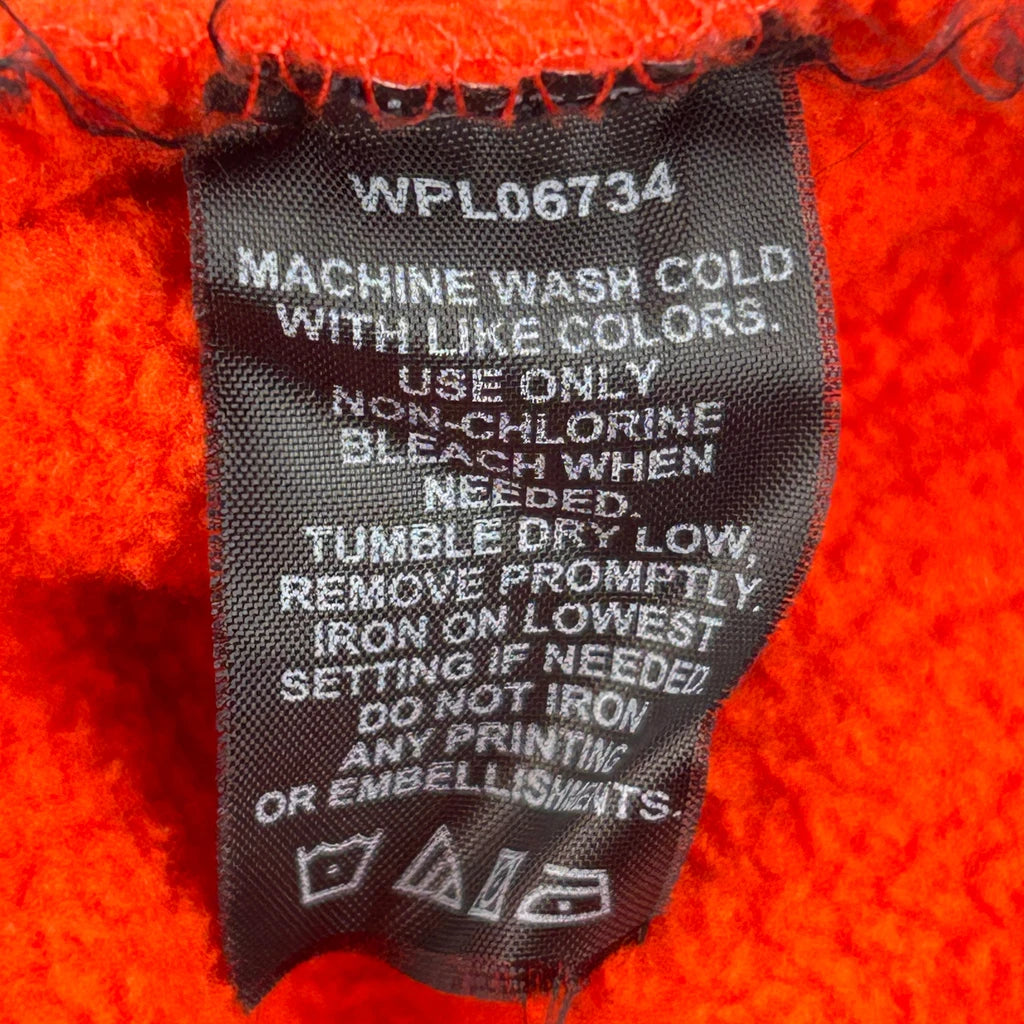 WPL06734
MACHINE WASH COLD
WITH LIKE COLORS.
USE ONLY
NON-CHLORINE
BLEACH WHEN
NEEDED.
TUMBLE DRY LOW,
REMOVE PROMPTLY.
IRON ON LOWEST
SETTING IF NEEDED.
DO NOT IRON
ANY PRINTING
OR EMBELLISHMENTS.